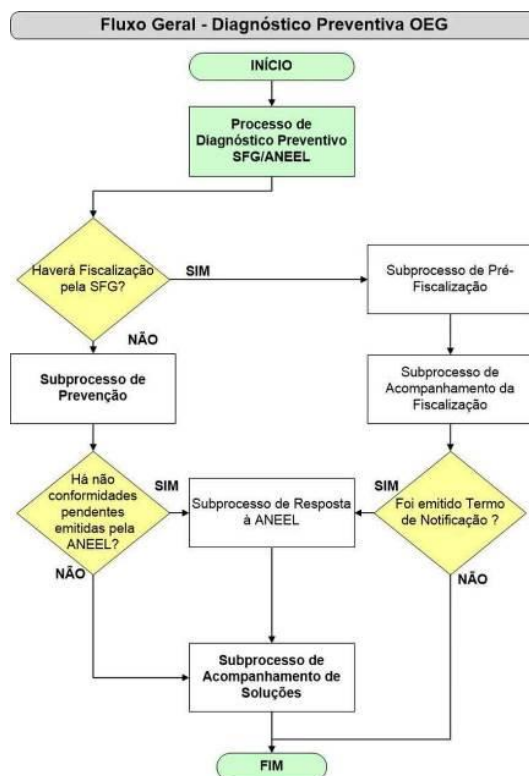 Fluxo Geral - Diagnóstico Preventiva OEG
INÍCIO
Processo de
Diagnóstico Preventivo
SFG/ANEEL
Haverá Fiscalização
pela SFG?
SIM
Subprocesso de Pré-
Fiscalização
NÃO
Subprocesso de
Prevenção
Subprocesso de
Acompanhamento da
Fiscalização
Há não
conformidades
pendentes
emitidas pela
ANEEL?
SIM
Subprocesso de Resposta
à ANEEL
SIM
Foi emitido Termo
de Notificação ?
NÃO
NÃO
Subprocesso de
Acompanhamento de
Soluções
FIM